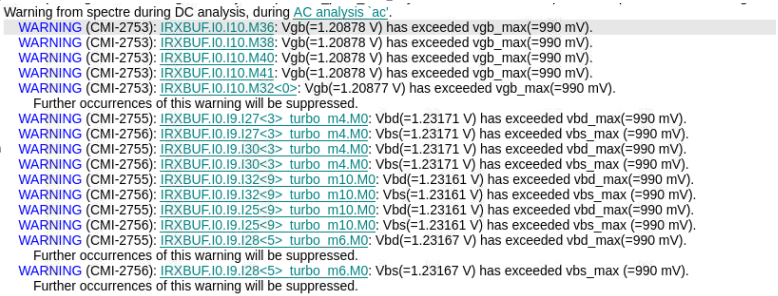 Warning from spectre during DC analysis, during AC analysis `ac'.
WARNING (CMI-2753): IRXBUF.I0.I10.M36: Vgb(=1.20878 V) has exceeded vgb_max(=990 mV).
WARNING (CMI-2753): IRXBUF.I0.I10.M38: Vgb(=1.20878 V) has exceeded vgb_max(=990 mV).
WARNING (CMI-2753): IRXBUF.I0.I10.M40: Vgb(=1.20878 V) has exceeded vgb_max(=990 mV).
WARNING (CMI-2753): IRXBUF.I0.I10.M41: Vgb(=1.20878 V) has exceeded vgb_max(=990 mV).
WARNING (CMI-2753): IRXBUF.I0.I10.M32<0>: Vgb(=1.20877 V) has exceeded vgb_max(=990 mV).
Further occurrences of this warning will be suppressed.
WARNING (CMI-2755): IRXBUF.I0.I9.I27<3>_turbo_m4.M0: Vbd(=1.23171 V) has exceeded vbd_max(=990 mV).
WARNING (CMI-2756): IRXBUF.I0.I9.I27<3>_turbo_m4.M0: Vbs(=1.23171 V) has exceeded vbs_max (=990 mV).
WARNING (CMI-2755): IRXBUF.I0.I9.I30<3>_turbo_m4.M0: Vbd(=1.23171 V) has exceeded vbd_max(=990 mV).
WARNING (CMI-2756): IRXBUF.I0.I9.I30<3>_turbo_m4.M0: Vbs(=1.23171 V) has exceeded vbs_max (=990 mV).
WARNING (CMI-2755): IRXBUF.I0.I9.I32<9>_turbo_m10.M0: Vbd(=1.23161 V) has exceeded vbd_max(=990 mV).
WARNING (CMI-2756): IRXBUF.I0.I9.I32<9>_turbo_m10.M0: Vbs(=1.23161 V) has exceeded vbs_max (=990 mV).
WARNING (CMI-2755): IRXBUF.I0.I9.I25<9>_turbo_m10.M0: Vbd(=1.23161 V) has exceeded vbd_max(=990 mV).
WARNING (CMI-2756): IRXBUF.I0.I9.I25<9>_turbo_m10.M0: Vbs(=1.23161 V) has exceeded vbs_max (=990 mV).
WARNING (CMI-2755): IRXBUF.I0.I9.I28<5>_turbo_m6.M0: Vbd(=1.23167 V) has exceeded vbd_max(=990 mV).
Further occurrences of this warning will be suppressed.
WARNING (CMI-2756): IRXBUF.I0.I9.I28<5>_turbo_m6.M0: Vbs(=1.23167 V) has exceeded vbs_max (=990 mV).
Further occurrences of this warning will be suppressed.